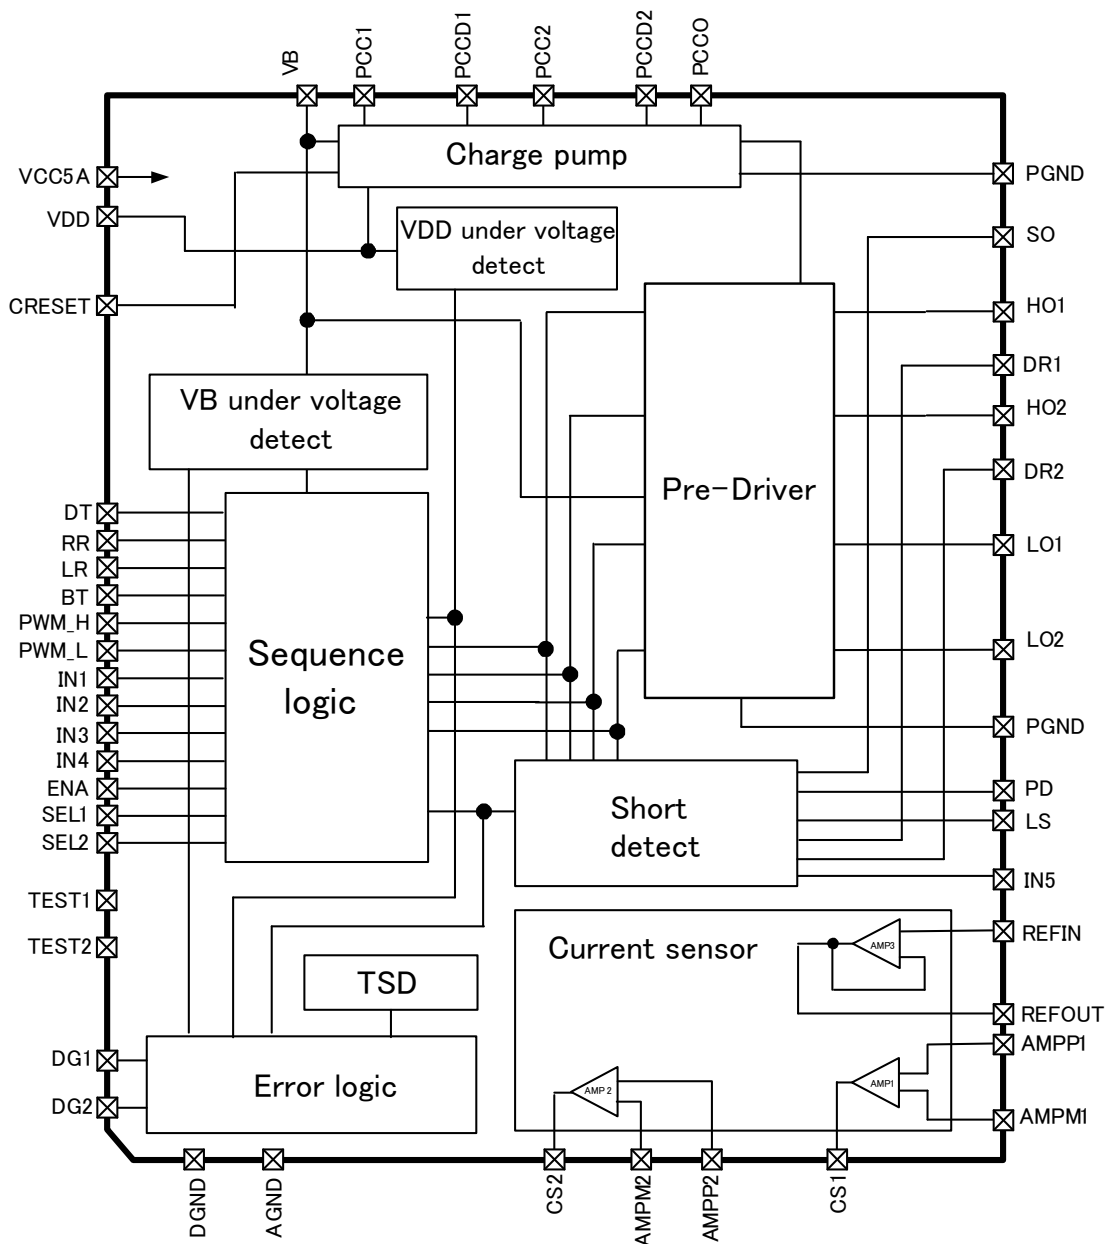 VB
PCC1
PCCD1
PCC2
PCCD2
PCCO
Charge pump
VCC5A
PGND
VDD
VDD under voltage
detect
SO
CRESET
HO1
DR1
VB under voltage
detect
HO2
DR2
Pre-Driver
DT
RR
LR
BT
PWM_H
PWM_L
IN1
IN2
IN3
IN4
ENA
SEL1
SEL2
Sequence
logic
LO1
LO2
PGND
PD
LS
IN5
Short
detect
TEST1
TEST2
Current sensor
AMP3
REFIN
REFOUT
TSD
AMPP1
AMP1
AMPM1
AMP 2
DG1
DG2
Error logic
DGND
AGND
CS2
AMPM2
AMPP2
CS1